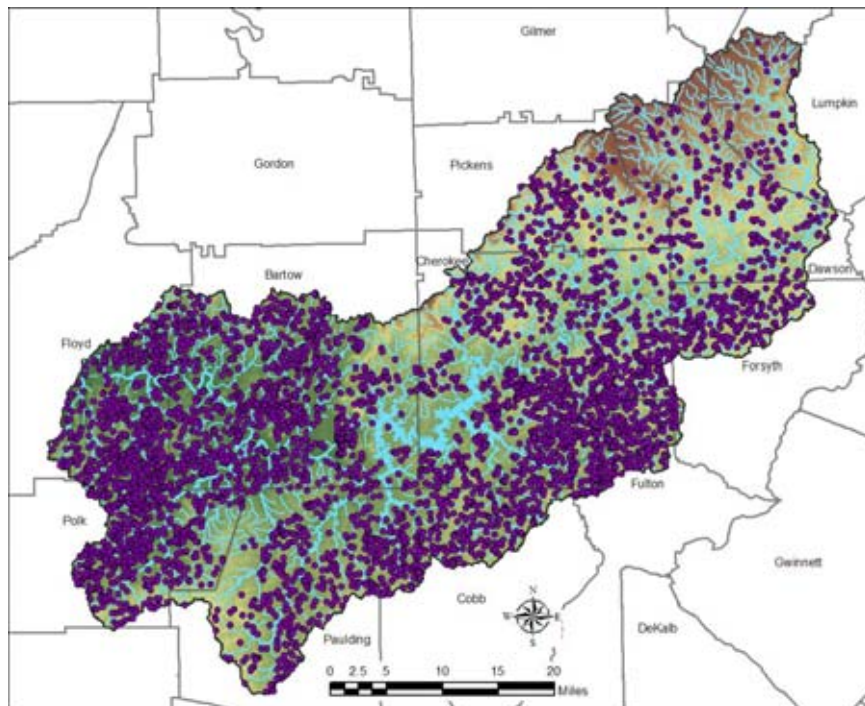 Gilmer
Lumpkin
Gordon
Pickens
Cherokee
Bartow
Dawson
Floyd
Forsyth
Fulton
Polk
Gwinnett
Cobb
DeKalb
Paulding
N
W E
S
0 2.5 5 10 15 20
Miles